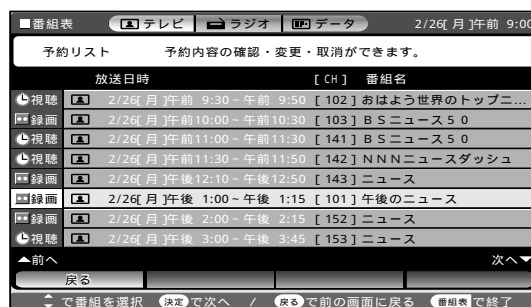 ■番組表 テレビ ラジオ データ 2/26[月]午前 9:00
予約リスト 予約内容の確認・変更・取消ができます。
放送日時 [CH] 番組名
視聴 2/26[月]午前 9:30~午前 9:50 [102] おはよう世界のトップニ...
録画 2/26[月]午前10:00~午前10:30 [103] BSニュース50
視聴 2/26[月]午前11:00~午前11:30 [141] BSニュース50
視聴 2/26[月]午前11:30~午前11:50 [142] NNNニュースダッシュ
録画 2/26[月]午後12:10~午後12:50 [143] ニュース
録画 2/26[月]午後 1:00~午後 1:15 [101] 午後のニュース
録画 2/26[月]午後 2:00~午後 2:15 [152] ニュース
視聴 2/26[月]午後 3:00~午後 3:45 [153] ニュース
▲前へ 次へ▼
戻る
で番組を選択 決定で次へ / 戻るで前の画面に戻る 番組表で終了